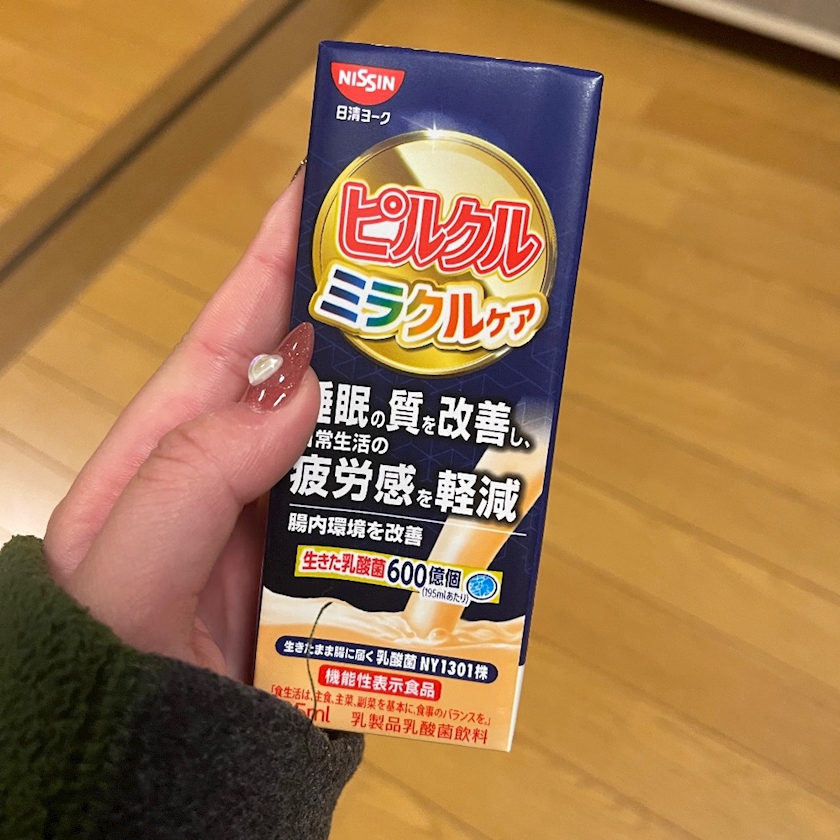 NISSIN
日清ヨーク
ピルクル
ミラクルケア
睡眠の質を改善し、
日常生活の
疲労感を軽減
腸内環境を改善
生きた乳酸菌600億個
(195mlあたり)
生きたまま腸に届く 乳酸菌 NY1301株
機能性表示食品
「食生活は、主食、主菜、副菜を基本に、食事のバランスを。」
5ml 乳製品乳酸菌飲料